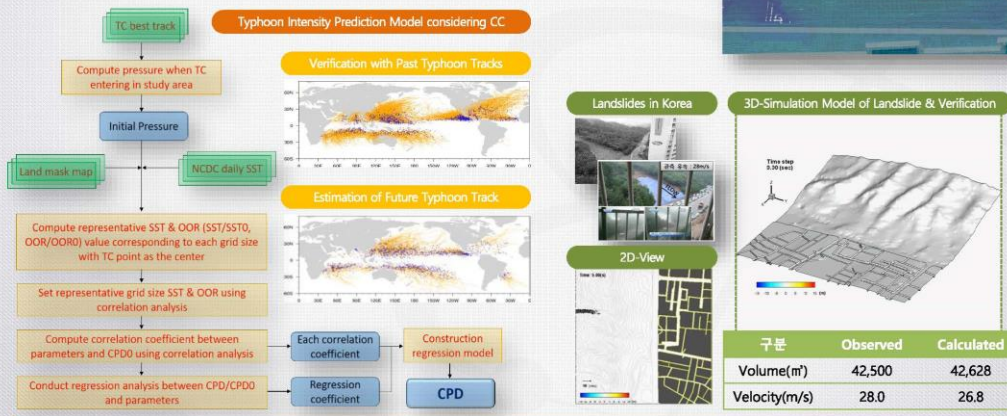 TC best track
Compute pressure when TC
entering in study area
Initial Pressure
Land mask map
NCDC daily SST
Compute representative SST & OOR (SST/SST0,
OOR/OOR0) value corresponding to each grid size
with TC point as the center
Set representative grid size SST & OOR using
correlation analysis
Compute correlation coefficient between
parameters and CPD0 using correlation analysis
Each correlation
coefficient
Construction
regression model
Conduct regression analysis between CPD/CPD0
and parameters
Regression
coefficient
CPD
Typhoon Intensity Prediction Model considering CC
Verification with Past Typhoon Tracks
Estimation of Future Typhoon Track
Landslides in Korea
2D-View
3D-Simulation Model of Landslide & Verification
Time step
구분 Observed Calculated
Volume(㎥) 42,500 42,628
Velocity(m/s) 28.0 26.8